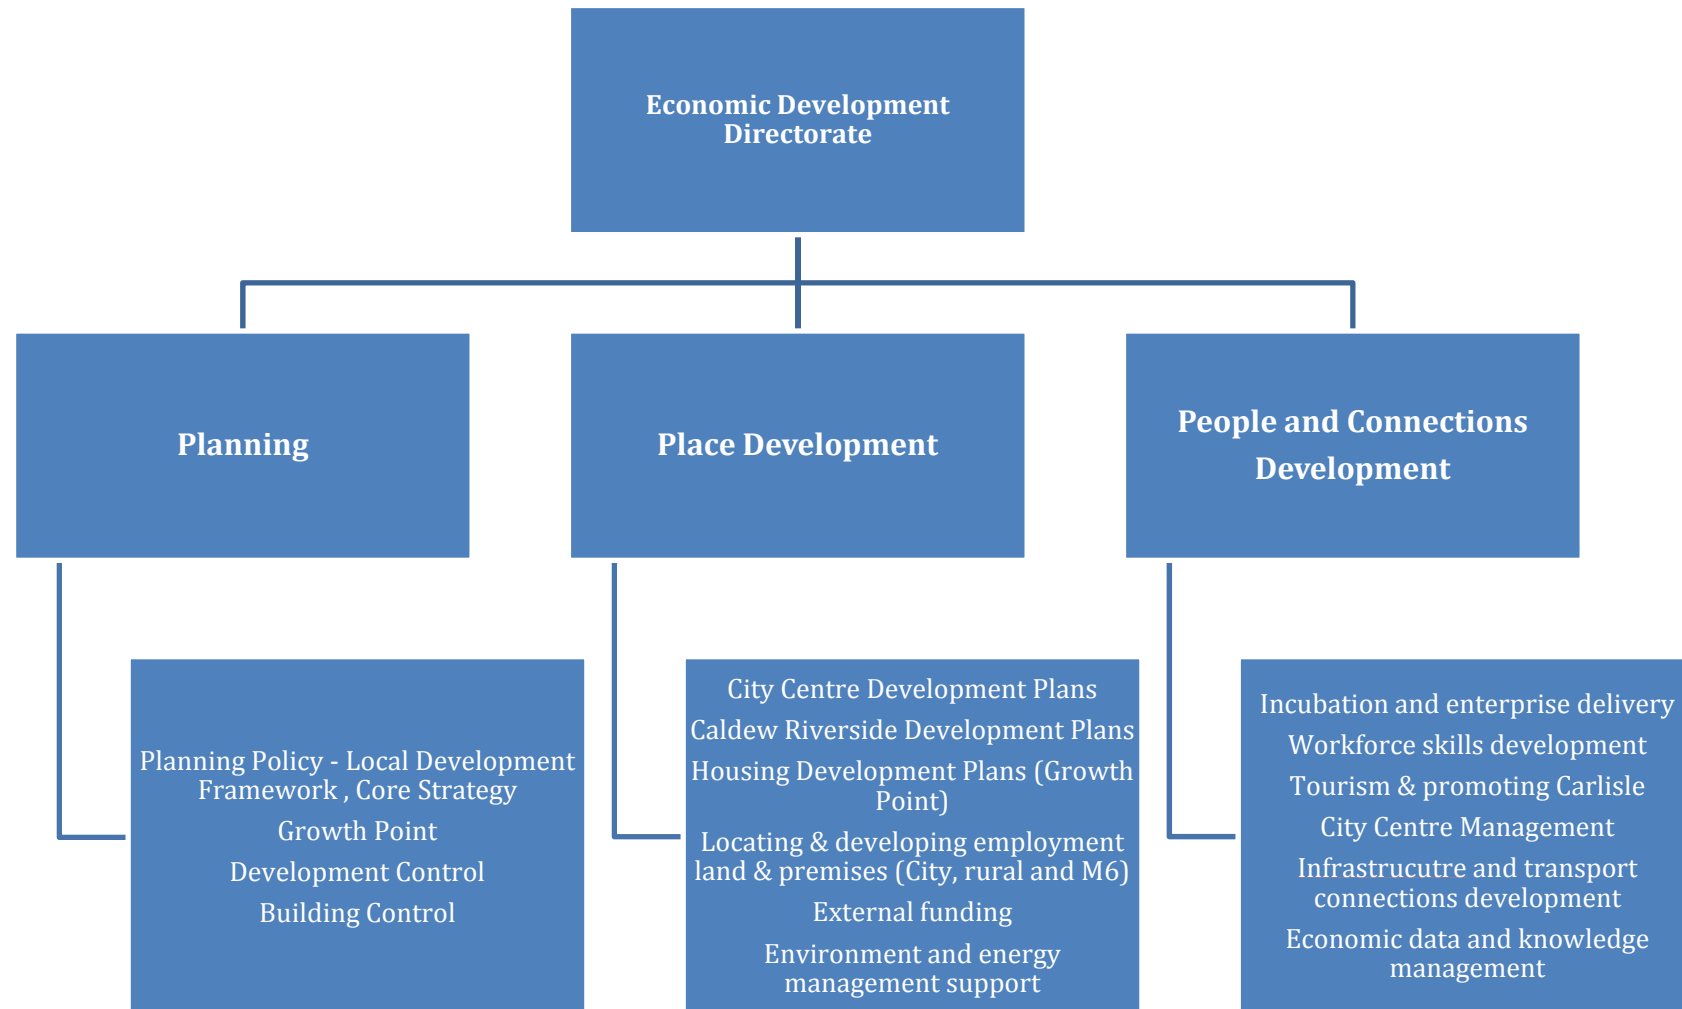 Economic Development
Directorate
Planning
Place Development
People and Connections
Development
Planning Policy - Local Development
Framework , Core Strategy
Growth Point
Development Control
Building Control
City Centre Development Plans
Caldew Riverside Development Plans
Housing Development Plans (Growth
Point)
Locating & developing employment
land & premises (City, rural and M6)
External funding
Environment and energy
management support
Incubation and enterprise delivery
Workforce skills development
Tourism & promoting Carlisle
City Centre Management
Infrastrucutre and transport
connections development
Economic data and knowledge
management